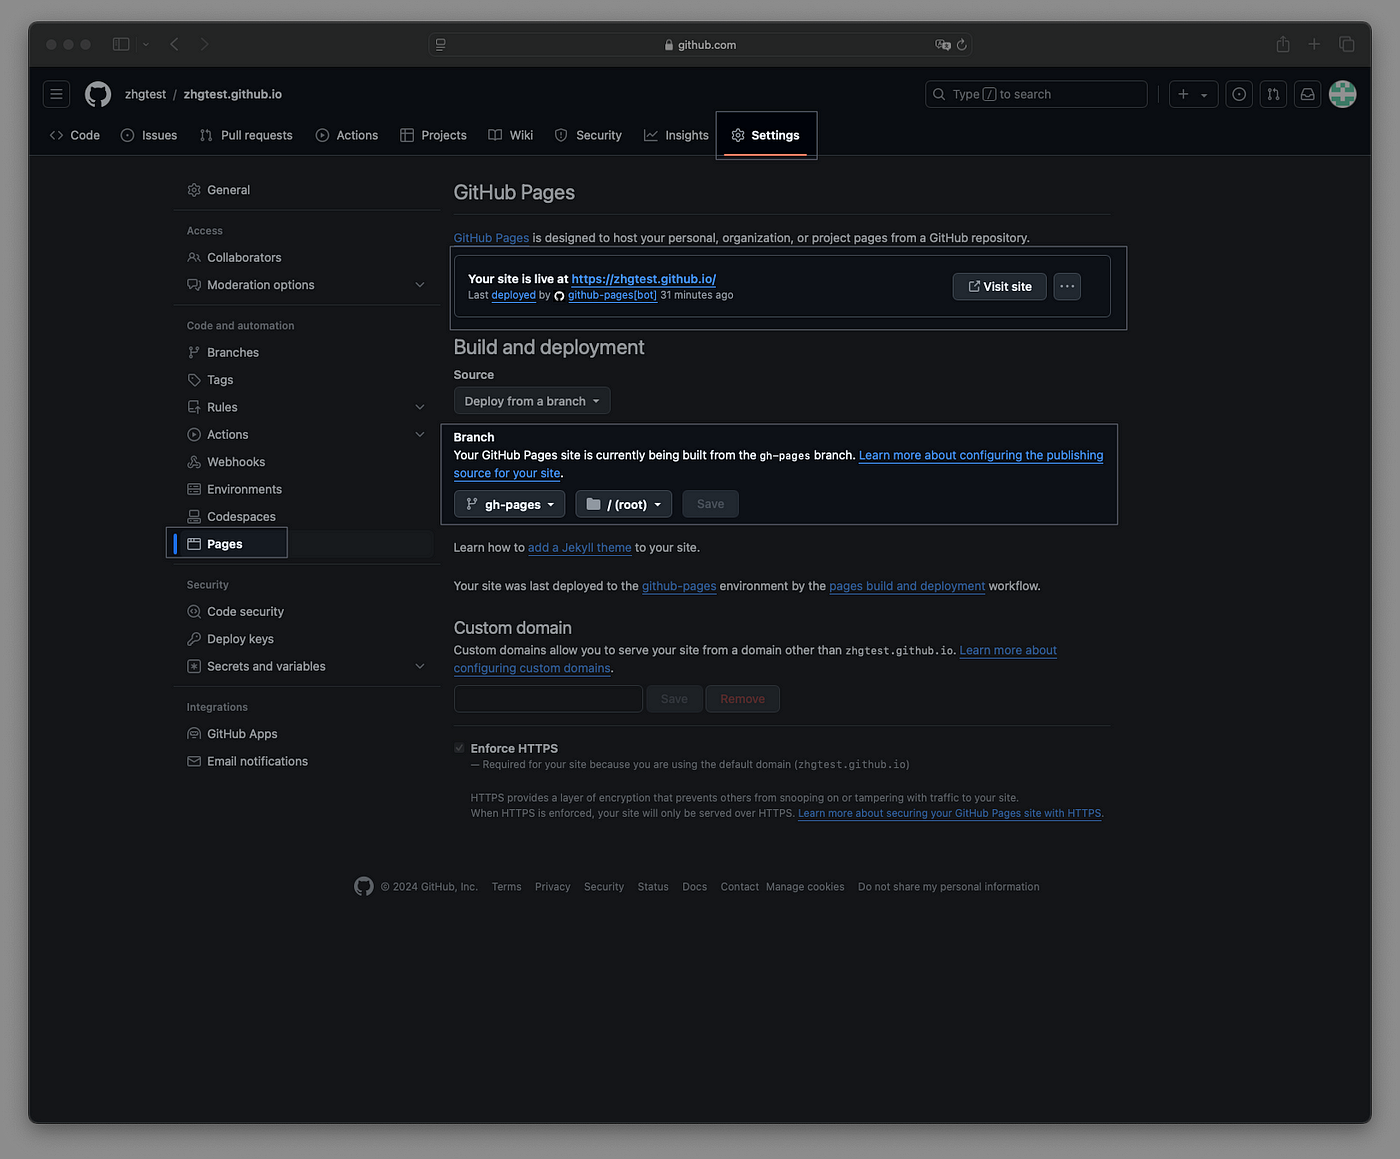 github.com
zhgtest / zhgtest.github.io
Type / to search
Code Issues Pull requests Actions Projects Wiki Security Insights Settings
General
Access
Collaborators
Moderation options
Code and automation
Branches
Tags
Rules
Actions
Webhooks
Environments
Codespaces
Pages
Security
Code security
Deploy keys
Secrets and variables
Integrations
GitHub Apps
Email notifications
GitHub Pages
GitHub Pages is designed to host your personal, organization, or project pages from a GitHub repository.
Your site is live at https://zhgtest.github.io/
Last deployed by github-pages[bot] 31 minutes ago
Visit site
Build and deployment
Source
Deploy from a branch
Branch
Your GitHub Pages site is currently being built from the gh-pages branch. Learn more about configuring the publishing
source for your site.
gh-pages / (root) Save
Learn how to add a Jekyll theme to your site.
Your site was last deployed to the github-pages environment by the pages build and deployment workflow.
Custom domain
Custom domains allow you to serve your site from a domain other than zhgtest.github.io. Learn more about
configuring custom domains.
Save Remove
Enforce HTTPS
— Required for your site because you are using the default domain (zhgtest.github.io)
HTTPS provides a layer of encryption that prevents others from snooping on or tampering with traffic to your site.
When HTTPS is enforced, your site will only be served over HTTPS. Learn more about securing your GitHub Pages site with HTTPS.
© 2024 GitHub, Inc. Terms Privacy Security Status Docs Contact Manage cookies Do not share my personal information